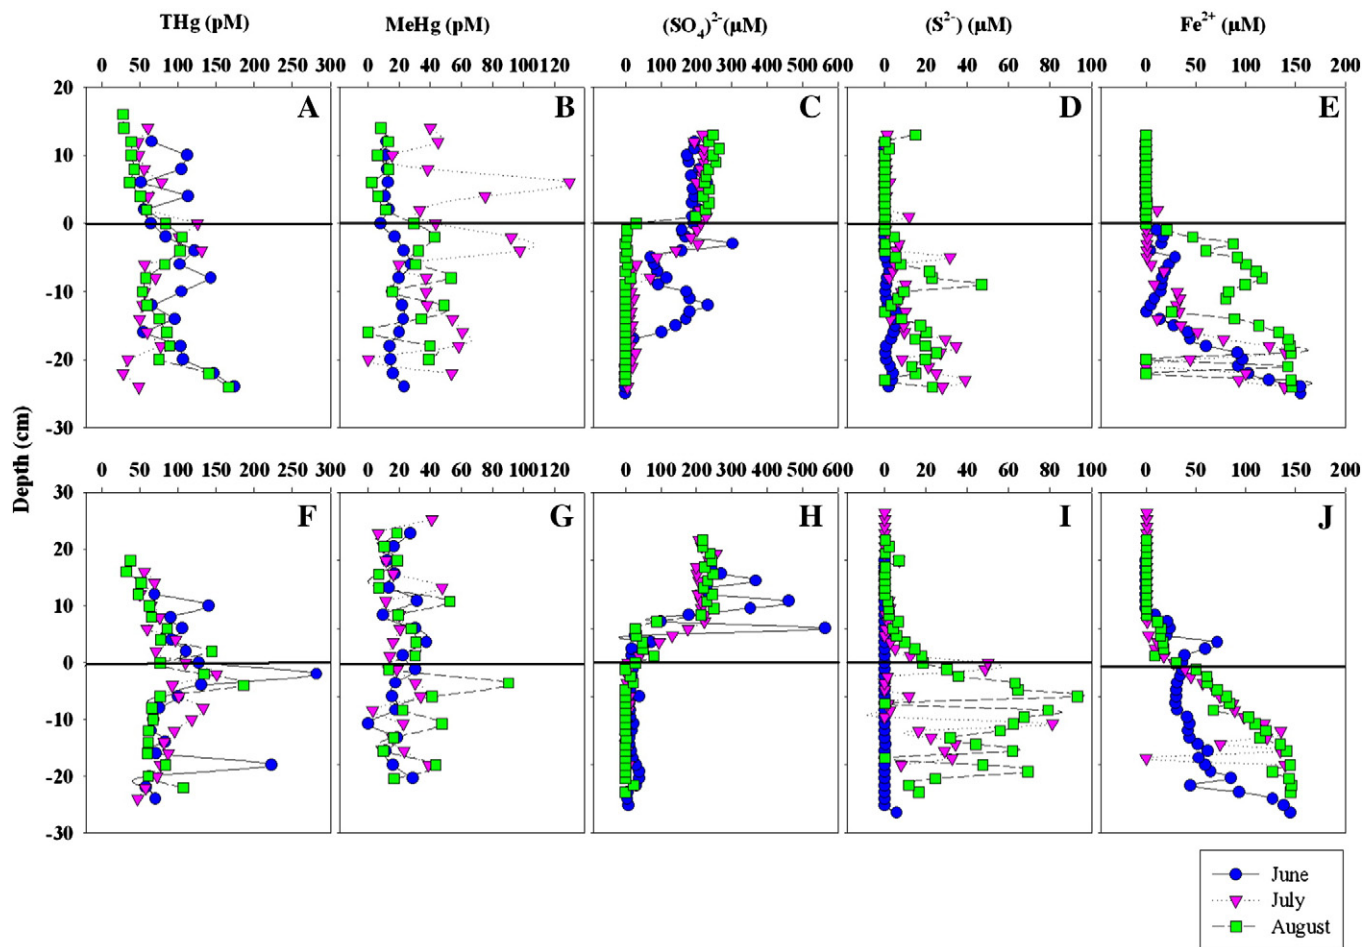 THg (pM) MeHg (pM) (SO4)2-(µM) (S2-) (µM) Fe2+ (µM)
0 50 100 150 200 250 300 0 20 40 60 80 100 120 0 100 200 300 400 500 600 0 20 40 60 80 100 0 50 100 150 200
20 A B C D E
10
0
-10
-20
-30
Depth (cm)
0 50 100 150 200 250 300 0 20 40 60 80 100 120 0 100 200 300 400 500 600 0 20 40 60 80 100 0 50 100 150 200
30 F G H I J
20
10
0
-10
-20
-30
June
July
August